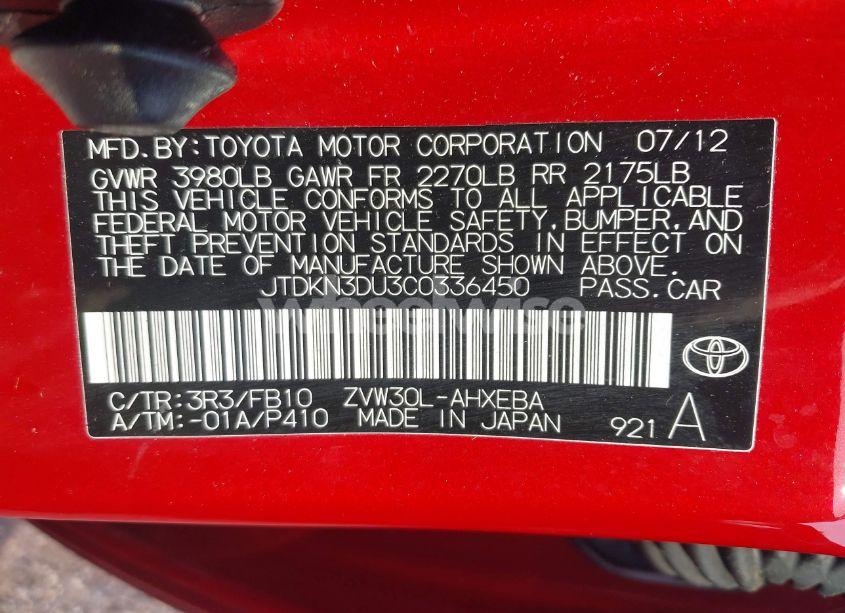 MFD.BY:TOYOTA MOTOR CORPORATION 07/12
GVWR 3980LB GAWR FR 2270LB RR 2175LB
THIS VEHICLE CONFORMS TO ALL APPLICABLE
FEDERAL MOTOR VEHICLE SAFETY,BUMPER,AND
THEFT PREVENTION STANDARDS IN EFFECT ON
THE DATE OF MANUFACTURE SHOWN ABOVE.
JTDKN3DU3C0336450 PASS.CAR
wheelwise
C/TR:3R3/FB10 ZVW30L-AHXEBA
A/TM:-01A/P410 MADE IN JAPAN 921 A